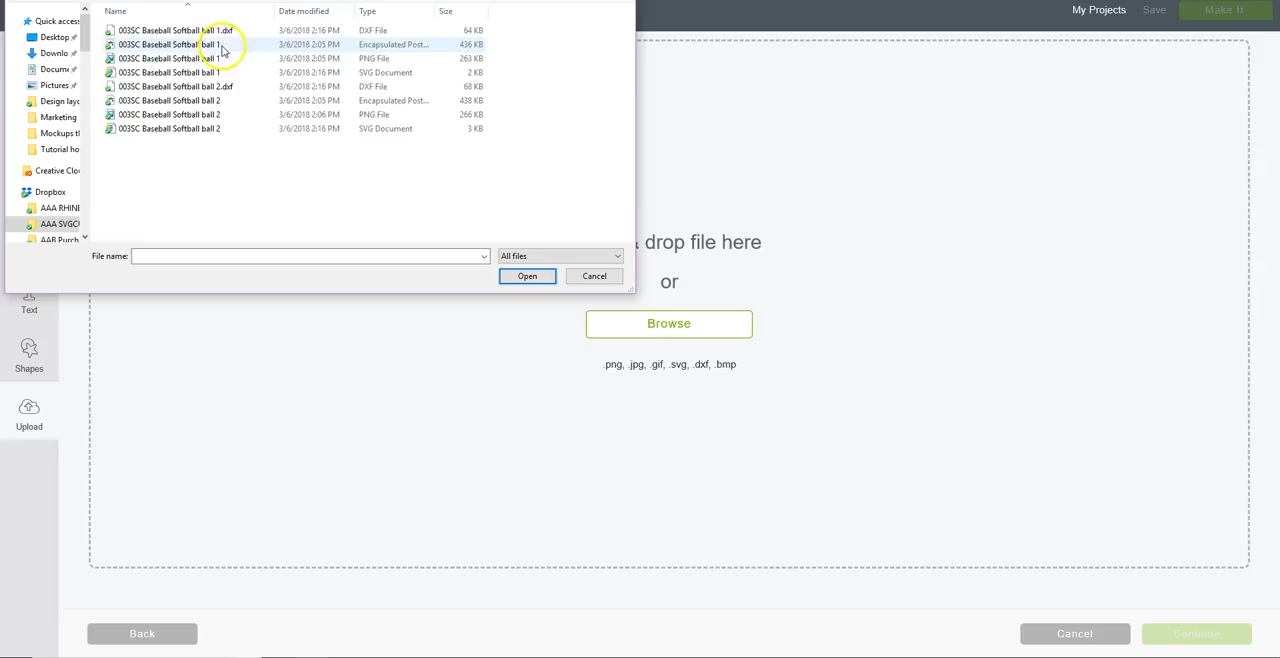 My Projects Save Make It
Name Date modified Type Size
Quick access
Desktop
Downlo
Docume
Pictures
Design layo
Marketing
Mockups tl
Tutorial ho
Creative Clou
Dropbox
AAA RHINE
AAA SVGCU
AAB Purch
003SC Baseball Softball ball 1.dxf 3/6/2018 2:16 PM DXF File 64 KB
003SC Baseball Softball ball 1 3/6/2018 2:05 PM Encapsulated Post... 436 KB
003SC Baseball Softball ball 1 3/6/2018 2:05 PM PNG File 263 KB
003SC Baseball Softball ball 1 3/6/2018 2:16 PM SVG Document 2 KB
003SC Baseball Softball ball 2.dxf 3/6/2018 2:16 PM DXF File 68 KB
003SC Baseball Softball ball 2 3/6/2018 2:05 PM Encapsulated Post... 438 KB
003SC Baseball Softball ball 2 3/6/2018 2:06 PM PNG File 266 KB
003SC Baseball Softball ball 2 3/6/2018 2:16 PM SVG Document 3 KB
File name: All files
Open Cancel
Text
Shapes
Upload
& drop file here
or
Browse
.png, .jpg, .gif, .svg, .dxf, .bmp
Back Cancel Continue